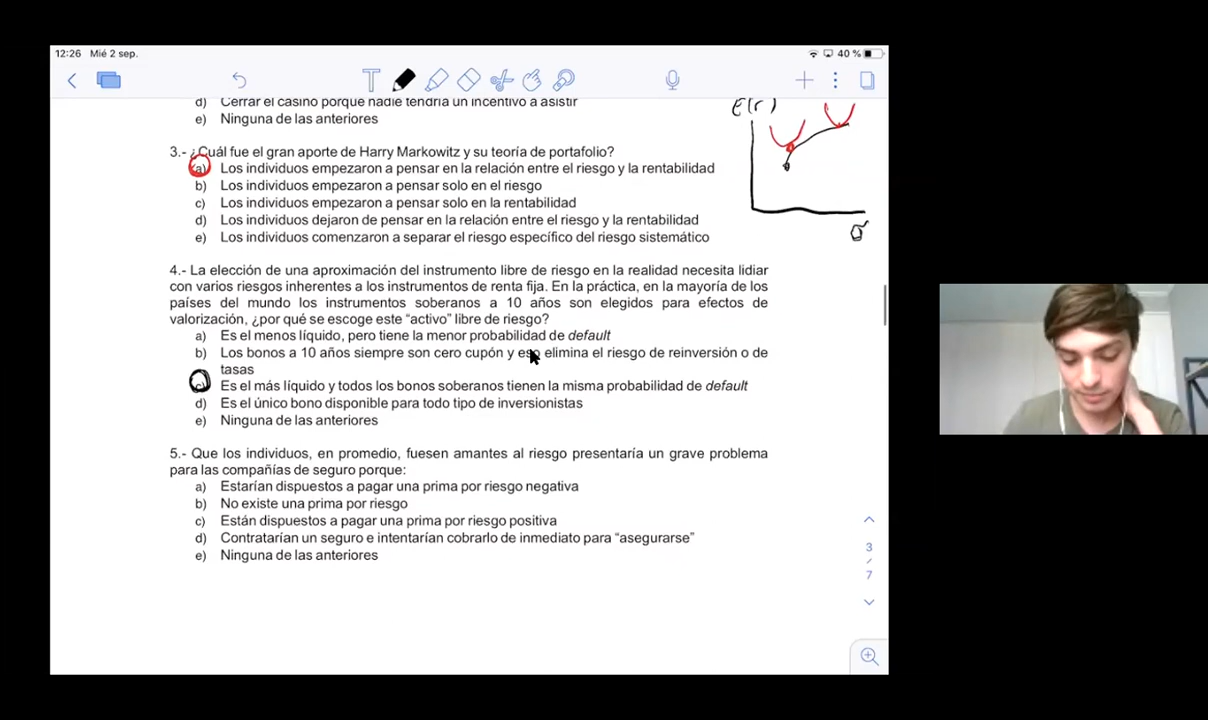 12:26 Mié 2 sep.
40 %
T
d) Cerrar el casino porque nadie tendría un incentivo a asistir
e) Ninguna de las anteriores
E(r)
3.- ¿Cuál fue el gran aporte de Harry Markowitz y su teoría de portafolio?
a) Los individuos empezaron a pensar en la relación entre el riesgo y la rentabilidad
b) Los individuos empezaron a pensar solo en el riesgo
c) Los individuos empezaron a pensar solo en la rentabilidad
d) Los individuos dejaron de pensar en la relación entre el riesgo y la rentabilidad
e) Los individuos comenzaron a separar el riesgo específico del riesgo sistemático
σ
4.- La elección de una aproximación del instrumento libre de riesgo en la realidad necesita lidiar
con varios riesgos inherentes a los instrumentos de renta fija. En la práctica, en la mayoría de los
países del mundo los instrumentos soberanos a 10 años son elegidos para efectos de
valorización, ¿por qué se escoge este “activo” libre de riesgo?
a) Es el menos líquido, pero tiene la menor probabilidad de default
b) Los bonos a 10 años siempre son cero cupón y eso elimina el riesgo de reinversión o de
tasas
c) Es el más líquido y todos los bonos soberanos tienen la misma probabilidad de default
d) Es el único bono disponible para todo tipo de inversionistas
e) Ninguna de las anteriores
5.- Que los individuos, en promedio, fuesen amantes al riesgo presentaría un grave problema
para las compañías de seguro porque:
a) Estarían dispuestos a pagar una prima por riesgo negativa
b) No existe una prima por riesgo
c) Están dispuestos a pagar una prima por riesgo positiva
d) Contratarían un seguro e intentarían cobrarlo de inmediato para “asegurarse”
e) Ninguna de las anteriores
3
/
7